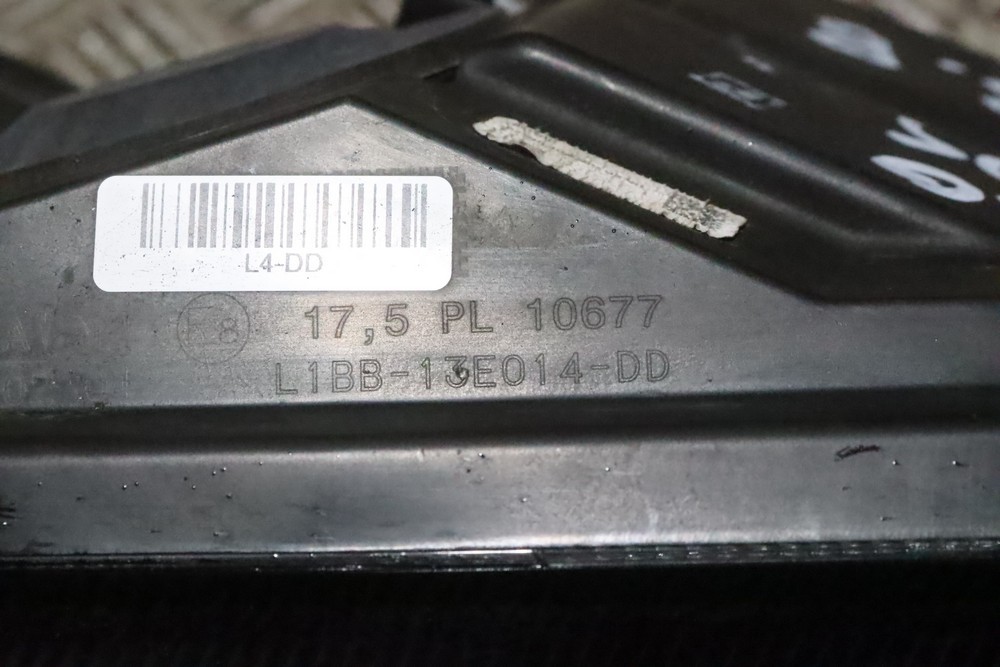 L4-DD
E8
17,5 PL 10677
L1BB-13E014-DD